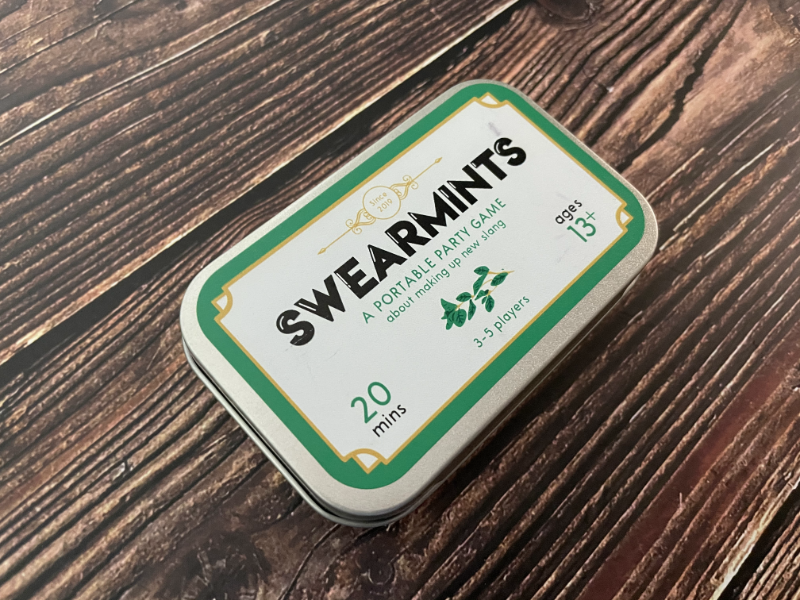 Since
2019
SWEARMINTS
A PORTABLE PARTY GAME
about making up new slang
ages
13+
3-5 players
20
mins